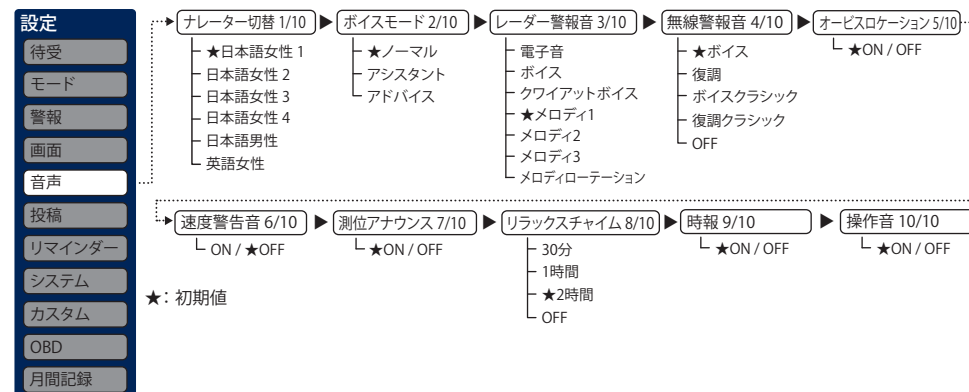 設定
待受
モード
警報
画面
音声
投稿
リマインダー
システム
カスタム
OBD
月間記録
ナレーター切替 1/10
★日本語女性 1
日本語女性 2
日本語女性 3
日本語女性 4
日本語男性
英語女性
ボイスモード 2/10
★ノーマル
アシスタント
アドバイス
レーダー警報音 3/10
電子音
ボイス
クワイアットボイス
★メロディ1
メロディ2
メロディ3
メロディローテーション
無線警報音 4/10
★ボイス
復調
ボイスクラシック
復調クラシック
OFF
オービスロケーション 5/10
★ON / OFF
速度警告音 6/10
ON / ★OFF
測位アナウンス 7/10
★ON / OFF
リラックスチャイム 8/10
30分
1時間
★2時間
OFF
時報 9/10
★ON / OFF
操作音 10/10
★ON / OFF
★：初期値